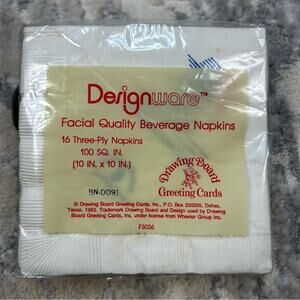 Designware™
Facial Quality Beverage Napkins
16 Three-Ply Napkins
100 SQ. IN.
(10 IN. x 10 IN.)
BN-0091
Drawing Board
Greeting Cards
© Drawing Board Greeting Cards, Inc., P.O. Box 220355, Dallas,
Texas, 1983. Trademark Drawing Board and Design used by Drawing
Board Greeting Cards, Inc. under license from Wheeler Group Inc.
F3036